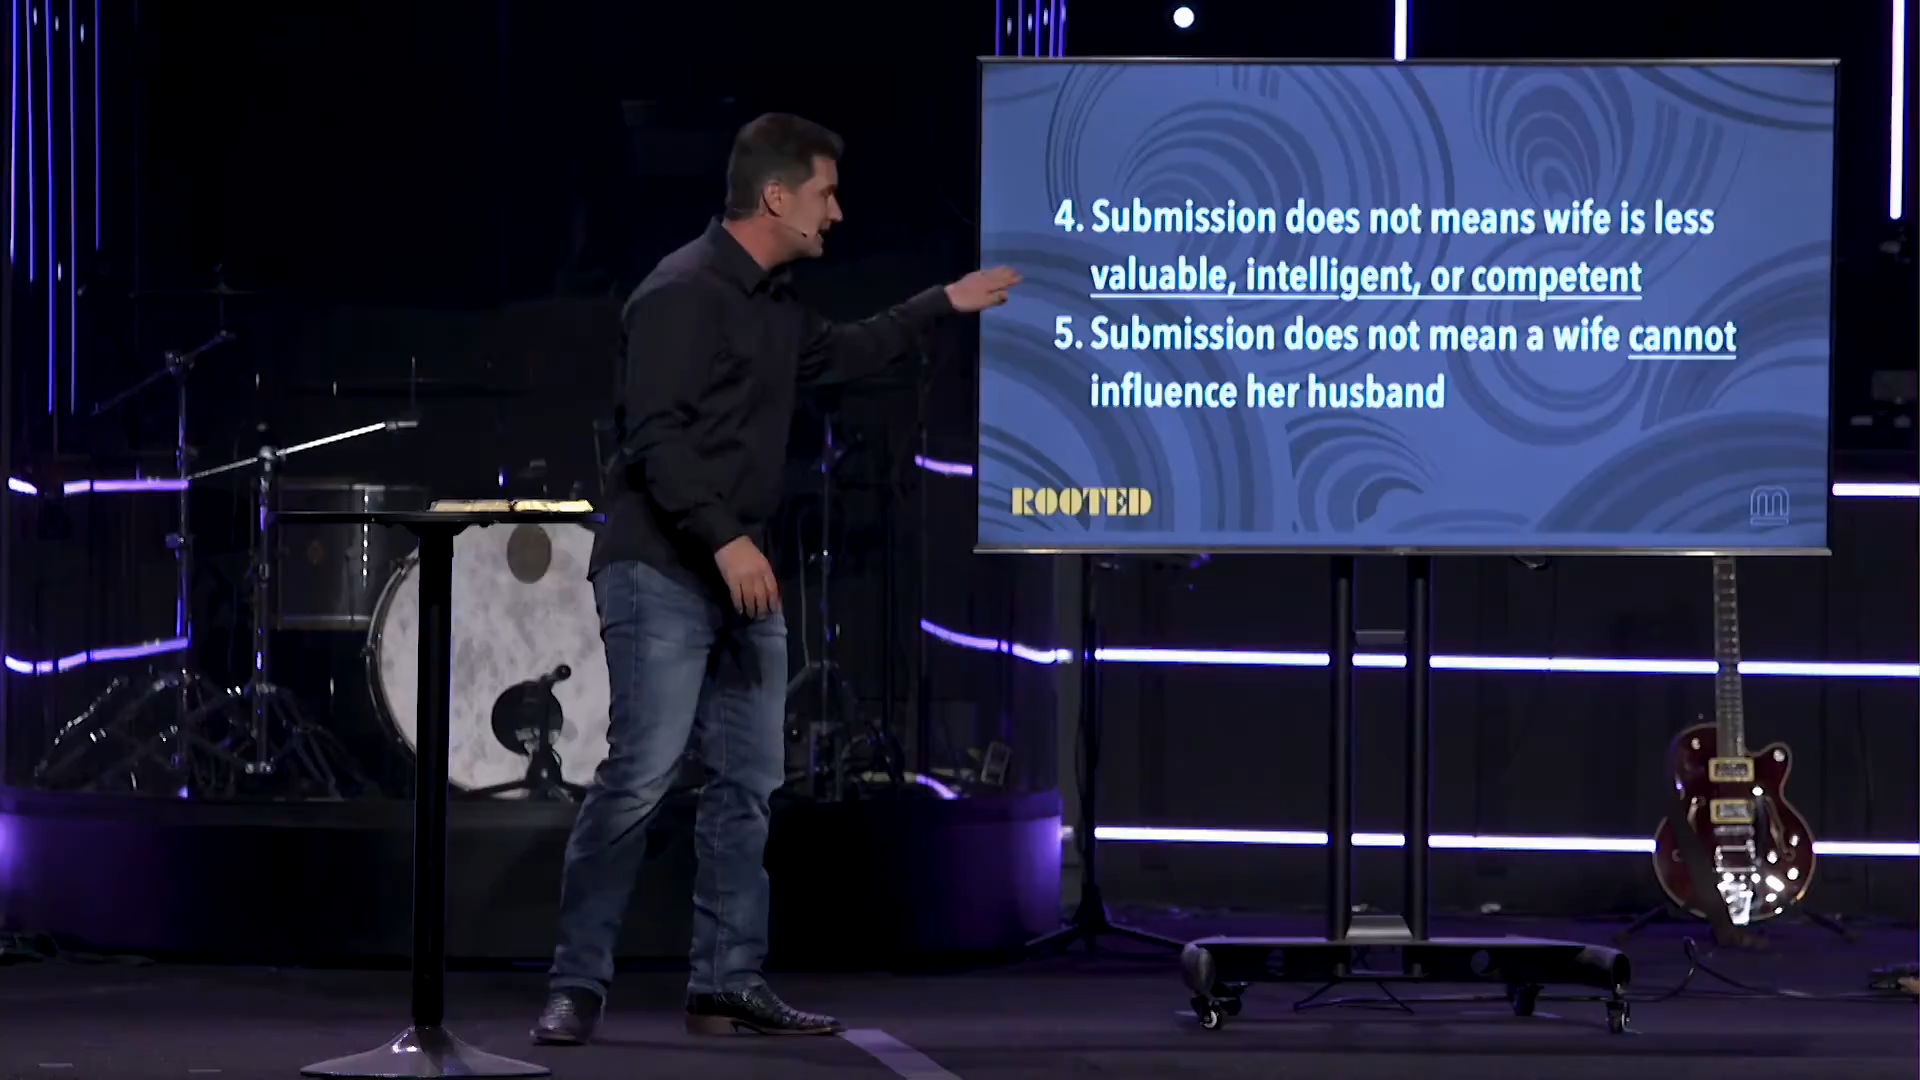 4. Submission does not means wife is less
valuable, intelligent, or competent
5. Submission does not mean a wife cannot
influence her husband
ROOTED